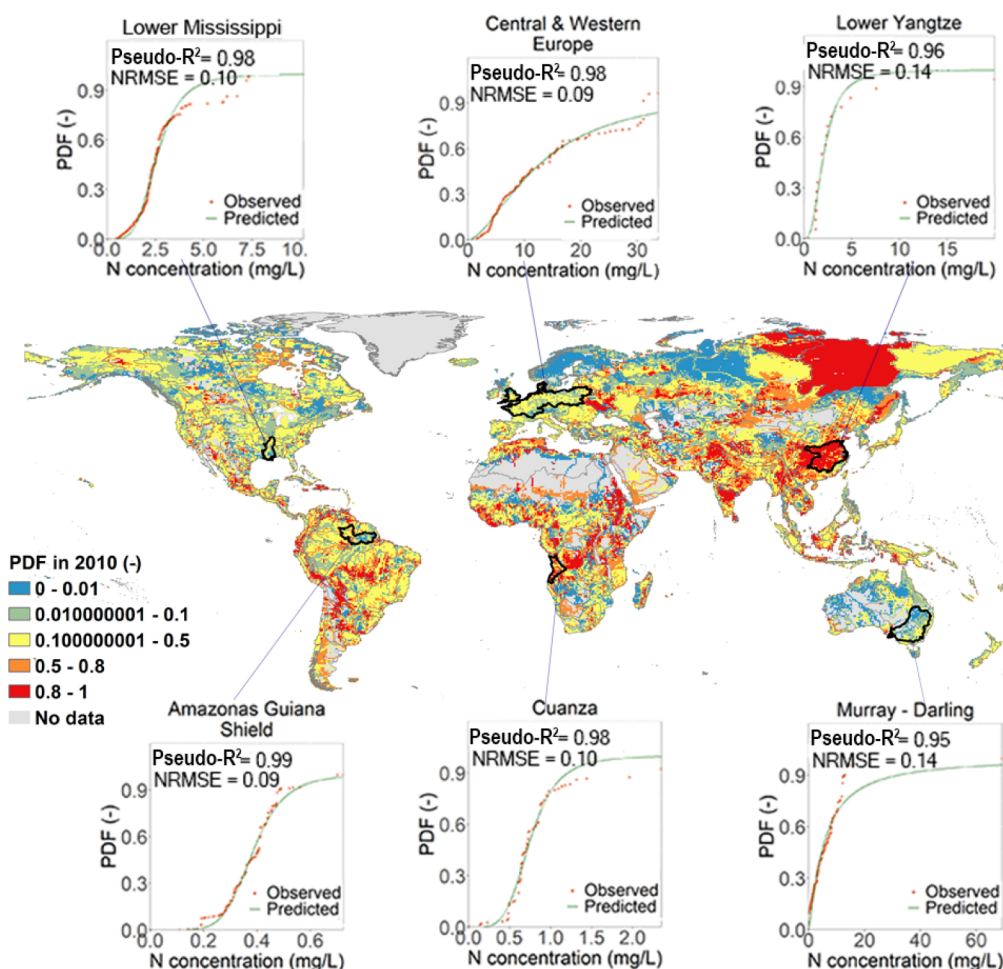 Lower Mississippi
Pseudo-R²= 0.98
NRMSE = 0.10
0.9
0.6
0.3
0.0
PDF (-)
Observed
Predicted
0.0 2.5 5.0 7.5 10.
N concentration (mg/L)
Central & Western
Europe
Pseudo-R²= 0.98
NRMSE = 0.09
0.9
0.6
0.3
0.0
PDF (-)
Observed
Predicted
0 10 20 30
N concentration (mg/L)
Lower Yangtze
Pseudo-R²= 0.96
NRMSE = 0.14
0.9
0.6
0.3
0.0
PDF (-)
Observed
Predicted
0 5 10 15 20
N concentration (mg/L)
PDF in 2010 (-)
0 - 0.01
0.010000001 - 0.1
0.100000001 - 0.5
0.5 - 0.8
0.8 - 1
No data
Amazonas Guiana
Shield
Pseudo-R²= 0.99
NRMSE = 0.09
0.9
0.6
0.3
0.0
PDF (-)
Observed
Predicted
0.0 0.2 0.4 0.6
N concentration (mg/L)
Cuanza
Pseudo-R²= 0.98
NRMSE = 0.10
0.9
0.6
0.3
0.0
PDF (-)
Observed
Predicted
0.0 0.5 1.0 1.5 2.0
N concentration (mg/L)
Murray - Darling
Pseudo-R²= 0.95
NRMSE = 0.14
0.9
0.6
0.3
0.0
PDF (-)
Observed
Predicted
0 20 40 60
N concentration (mg/L)